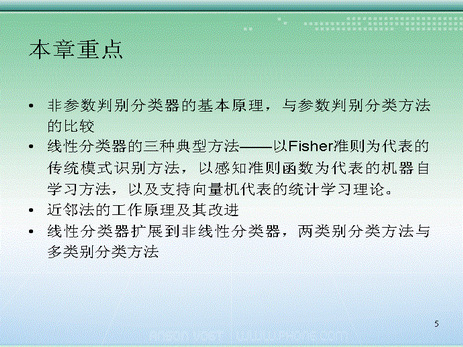 本章重点
• 非参数判别分类器的基本原理，与参数判别分类方法
的比较
• 线性分类器的三种典型方法——以Fisher准则为代表的
传统模式识别方法，以感知准则函数为代表的机器自
学习方法，以及支持向量机代表的统计学习理论。
• 近邻法的工作原理及其改进
• 线性分类器扩展到非线性分类器，两类别分类方法与
多类别分类方法
5